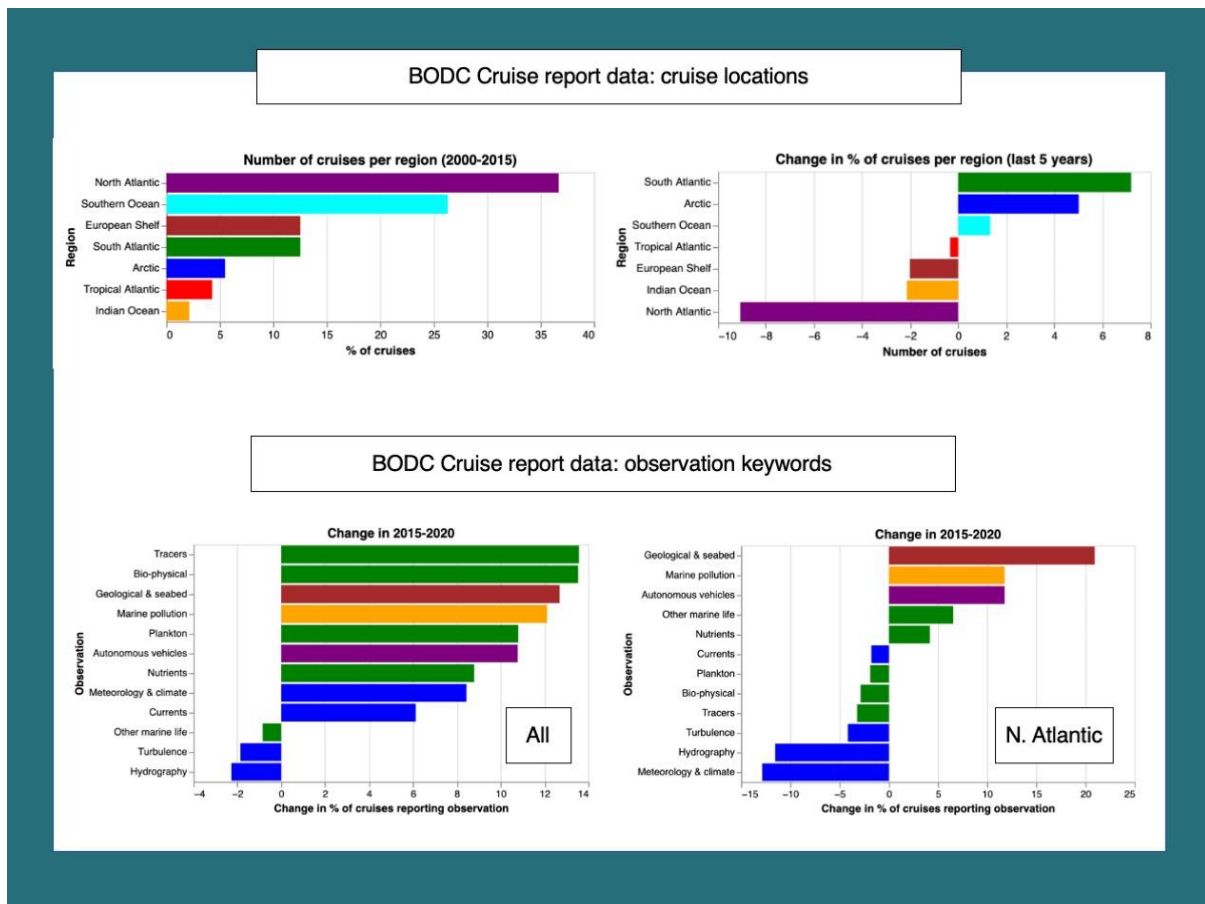 BODC Cruise report data: cruise locations
Number of cruises per region (2000-2015)
Region
North Atlantic
Southern Ocean
European Shelf
South Atlantic
Arctic
Tropical Atlantic
Indian Ocean
0 5 10 15 20 25 30 35 40
% of cruises
Change in % of cruises per region (last 5 years)
Region
South Atlantic
Arctic
Southern Ocean
Tropical Atlantic
European Shelf
Indian Ocean
North Atlantic
−10 −8 −6 −4 −2 0 2 4 6 8
Number of cruises
BODC Cruise report data: observation keywords
Change in 2015-2020
Observation
Tracers
Bio-physical
Geological & seabed
Marine pollution
Plankton
Autonomous vehicles
Nutrients
Meteorology & climate
Currents
Other marine life
Turbulence
Hydrography
All
−4 −2 0 2 4 6 8 10 12 14
Change in % of cruises reporting observation
Change in 2015-2020
Observation
Geological & seabed
Marine pollution
Autonomous vehicles
Other marine life
Nutrients
Currents
Plankton
Bio-physical
Tracers
Turbulence
Hydrography
Meteorology & climate
N. Atlantic
−15 −10 −5 0 5 10 15 20 25
Change in % of cruises reporting observation